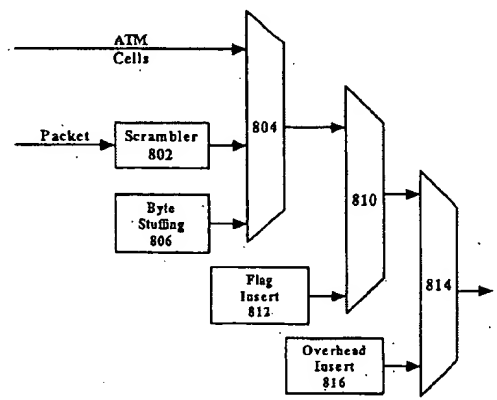 ATM
Cells
804
Packet
Scrambler
802
Byte
Stuffing
806
810
Flag
Insert
812
814
Overhead
Insert
816